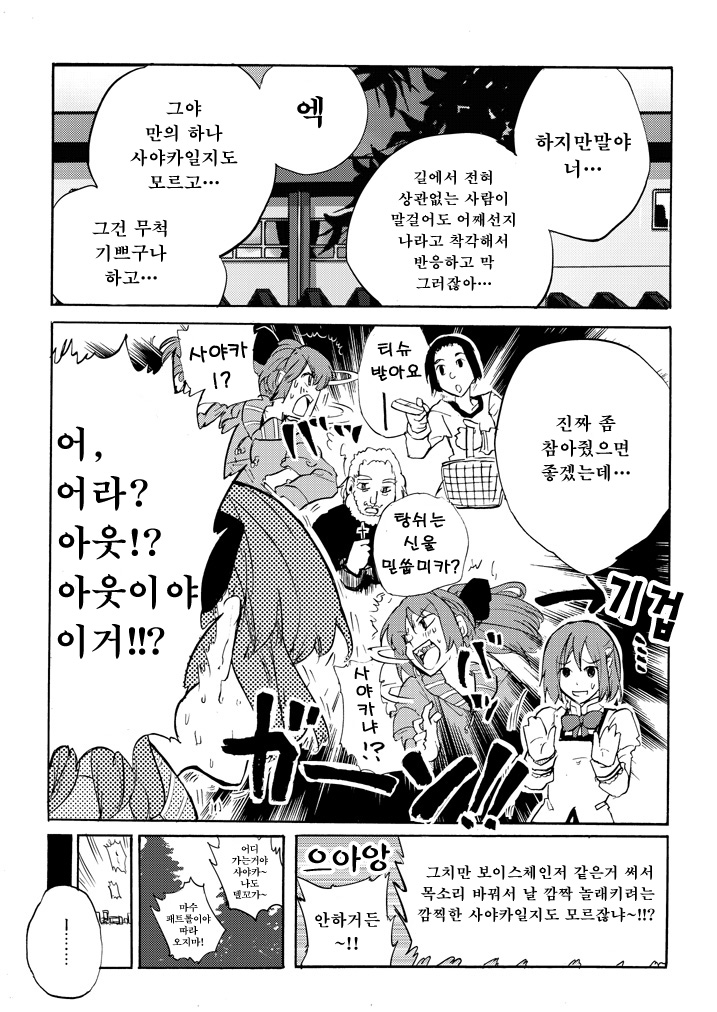 하지만말야
너…
길에서 전혀
상관없는 사람이
말걸어도 어째선지
나라고 착각해서
반응하고 막
그러잖아…
엑
그야
만의 하나
사야카일지도
모르고…
그건 무척
기쁘구나
하고…
진짜 좀
참아줬으면
좋겠는데…
티슈
받아요
ー
사야카
!?
탕쉬는
신울
믿씀미카?
기겁
사야카냐!?
ガーン!!!
어,
어라?
아웃!?
아웃이야
이거!!?
그치만 보이스체인저 같은거 써서
목소리 바꿔서 날 깜짝 놀래키려는
깜찍한 사야카일지도 모르잖냐~!!?
으아앙
안하거든
~!!
어디
가는거야
사야카~
나도
델꼬가~
마수
패트롤이야
따라
오지마!
ー……